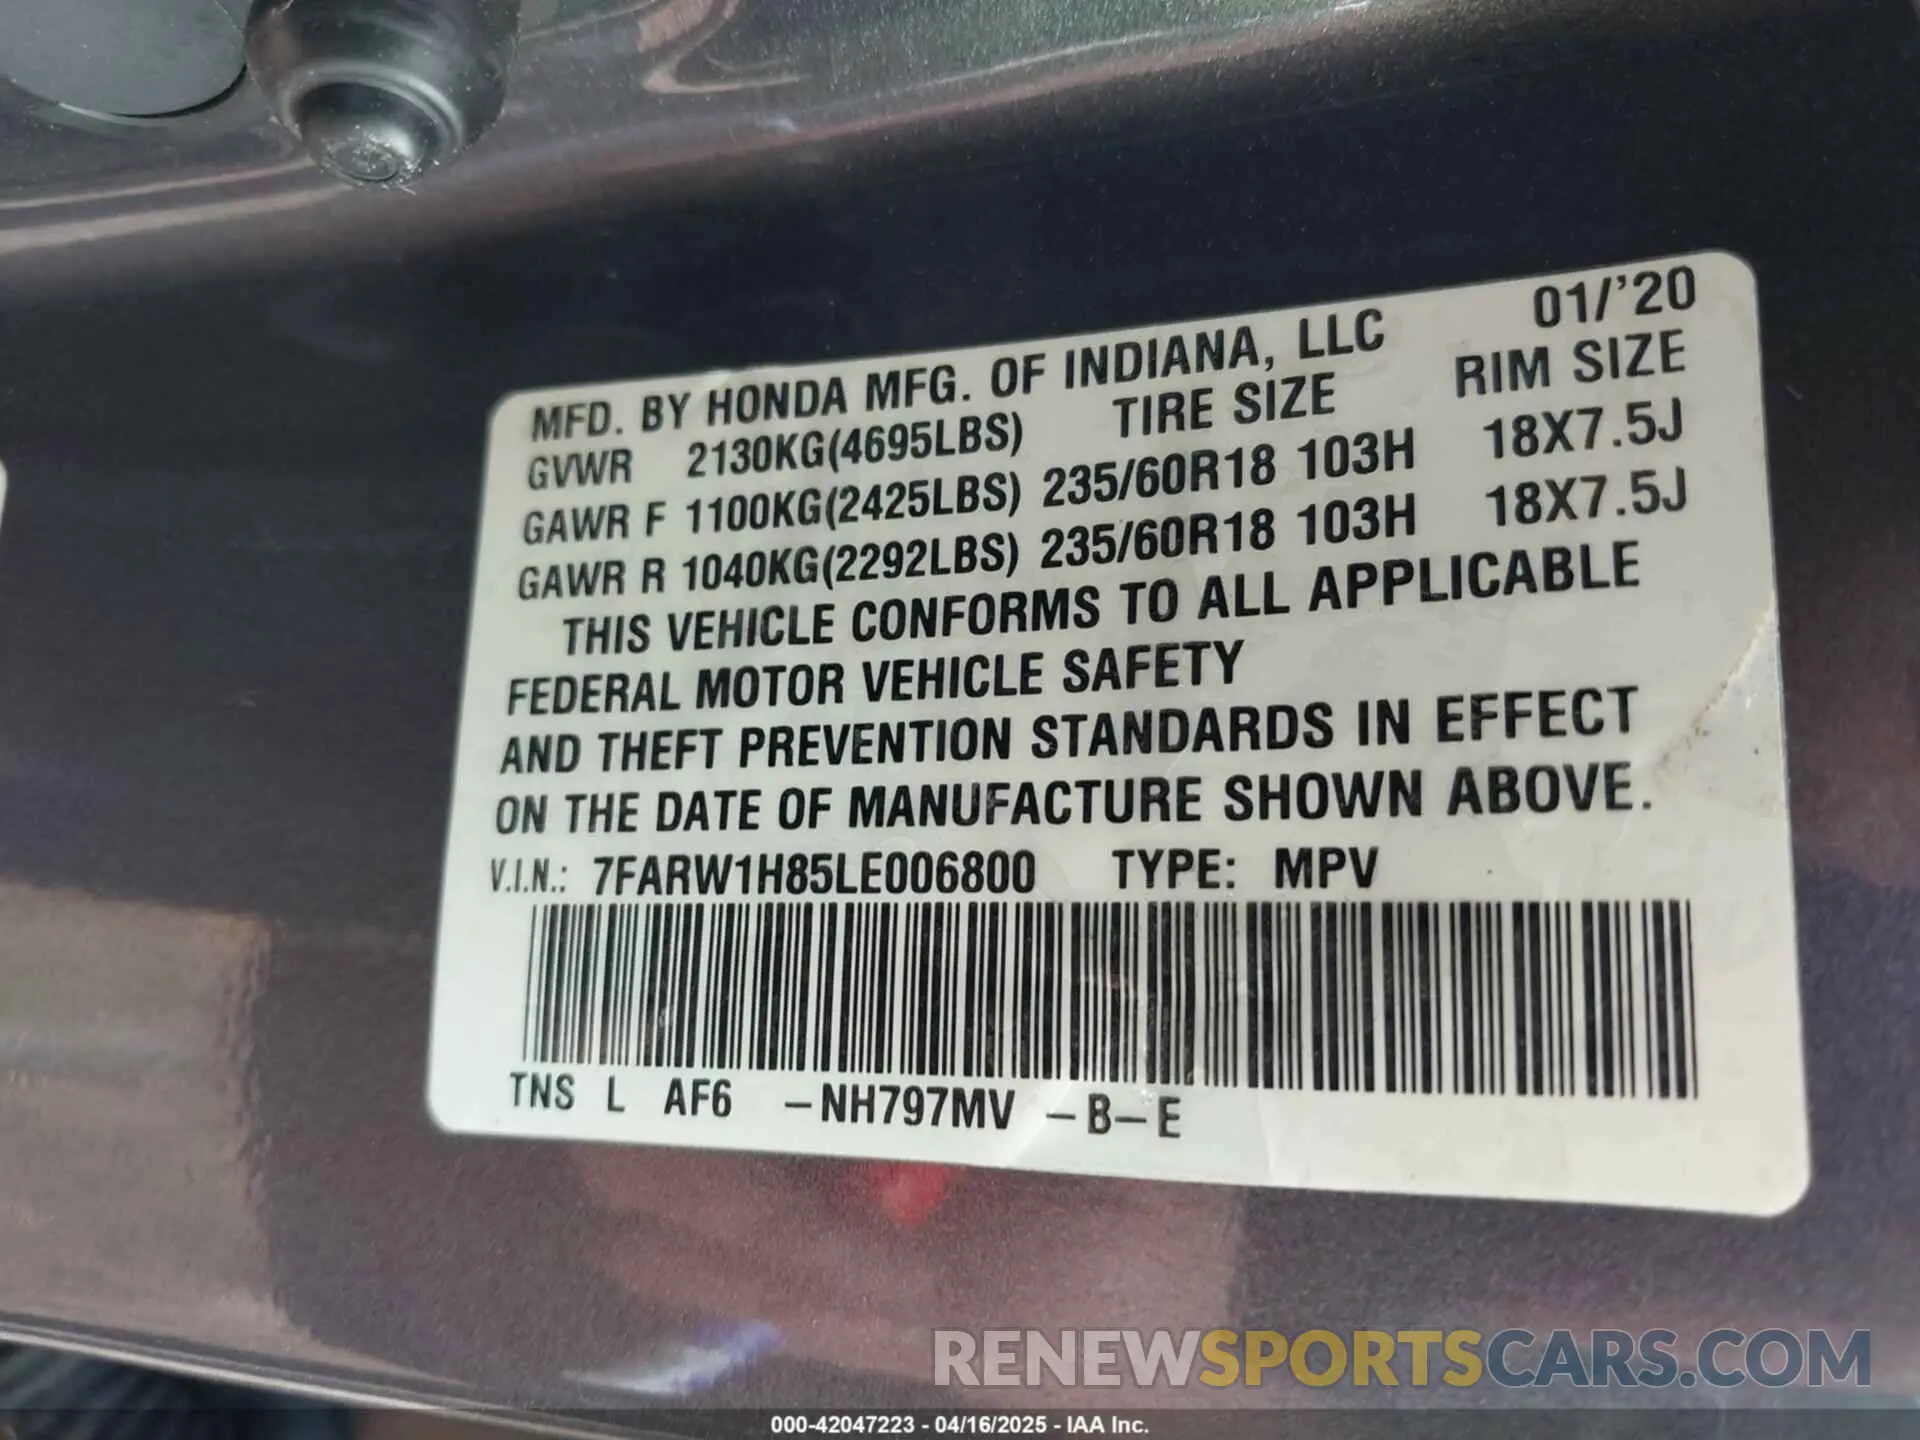 MFD. BY HONDA MFG. OF INDIANA, LLC 01/'20
GVWR 2130KG(4695LBS) TIRE SIZE RIM SIZE
GAWR F 1100KG(2425LBS) 235/60R18 103H 18X7.5J
GAWR R 1040KG(2292LBS) 235/60R18 103H 18X7.5J
THIS VEHICLE CONFORMS TO ALL APPLICABLE
FEDERAL MOTOR VEHICLE SAFETY
AND THEFT PREVENTION STANDARDS IN EFFECT
ON THE DATE OF MANUFACTURE SHOWN ABOVE.
V.I.N.: 7FARW1H85LE006800 TYPE: MPV
TNS L AF6 -NH797MV -B-E
RENEWSPORTSCARS.COM
000-42047223 - 04/16/2025 - IAA Inc.